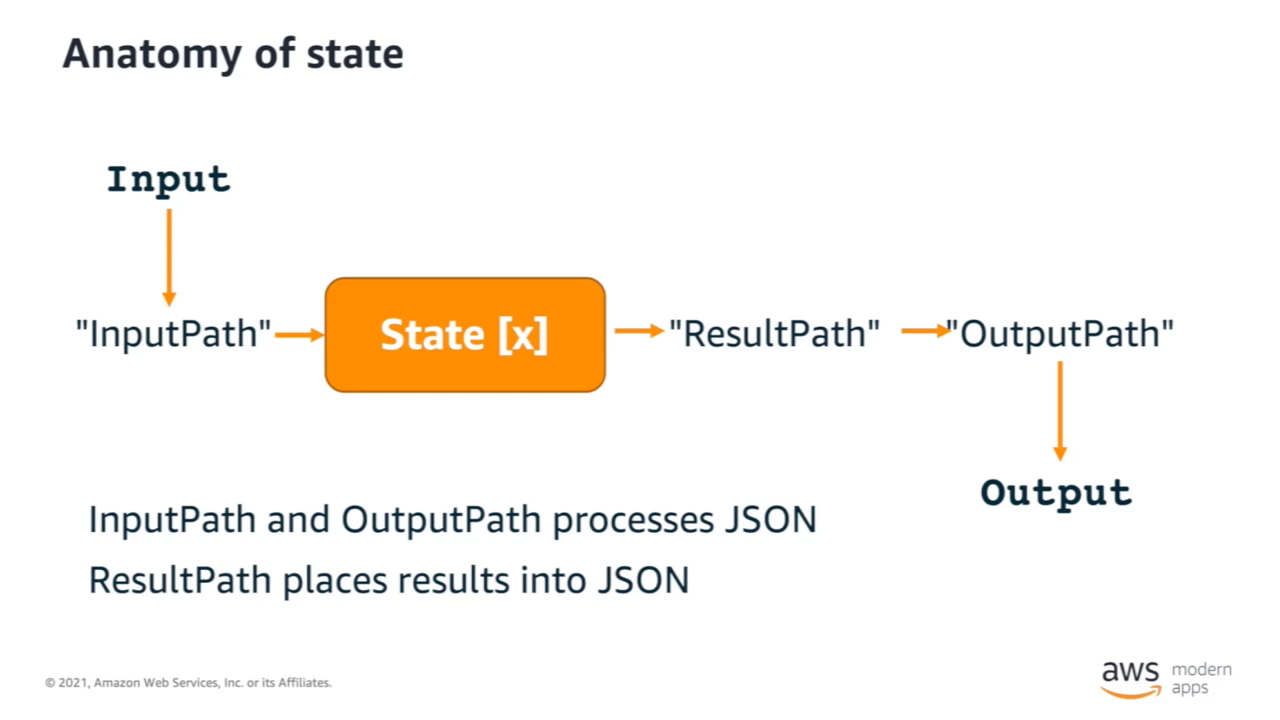 Anatomy of state
Input
"InputPath"
State [x]
"ResultPath"
"OutputPath"
Output
InputPath and OutputPath processes JSON
ResultPath places results into JSON
© 2021, Amazon Web Services, Inc. or its Affiliates.
aws
modern
apps